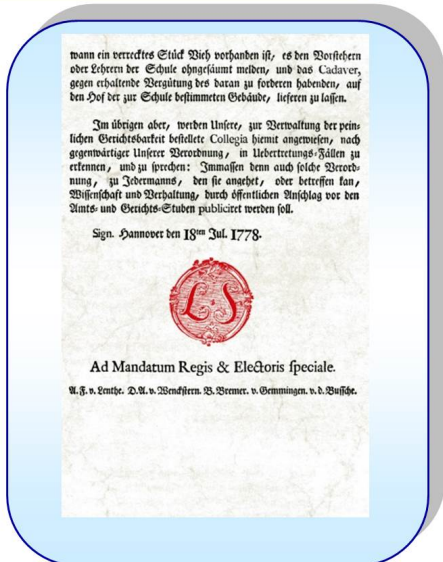 wann ein verrecktes Stück Vieh vorhanden ist, es den Vorstehern
oder Lehrern der Schule ohngesäumt melden, und das Cadaver,
gegen erhaltende Vergütung des daran zu forderen habenden, auf
den Hof der zur Schule bestimmeten Gebäude, lieferen zu lassen.
Im übrigen aber, werden Unsere, zur Verwaltung der pein-
lichen Gerichtsbarkeit bestellete Collegia hiemit angewiesen, nach
gegenwärtiger Unserer Verordnung, in Uebertretungs-Fällen zu
erkennen, und zu sprechen: Immassen denn auch solche Verord-
nung, zu Jedermanns, den sie angehet, oder betreffen kan,
Wissenschaft und Verhaltung, durch öffentlichen Anschlag vor den
Amts- und Gerichts-Stuben publiciret werden soll.
Sign. Hannover den 18ten Jul. 1778.
L S
Ad Mandatum Regis & Electoris speciale.
A. F. v. Lenthe. D. A. v. Wenckstern. B. Bremer. v. Gemmingen. v. d. Bussche.